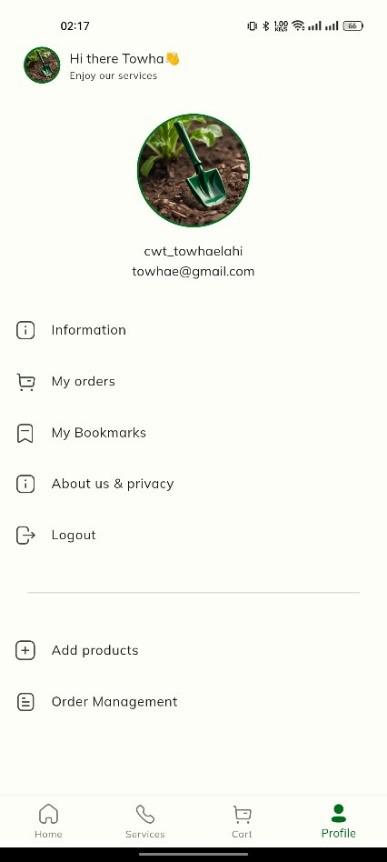 02:17
1.00
KB/S
66
Hi there Towha👋
Enjoy our services
cwt_towhaelahi
towhae@gmail.com
Information
My orders
My Bookmarks
About us & privacy
Logout
Add products
Order Management
Home
Services
Cart
Profile